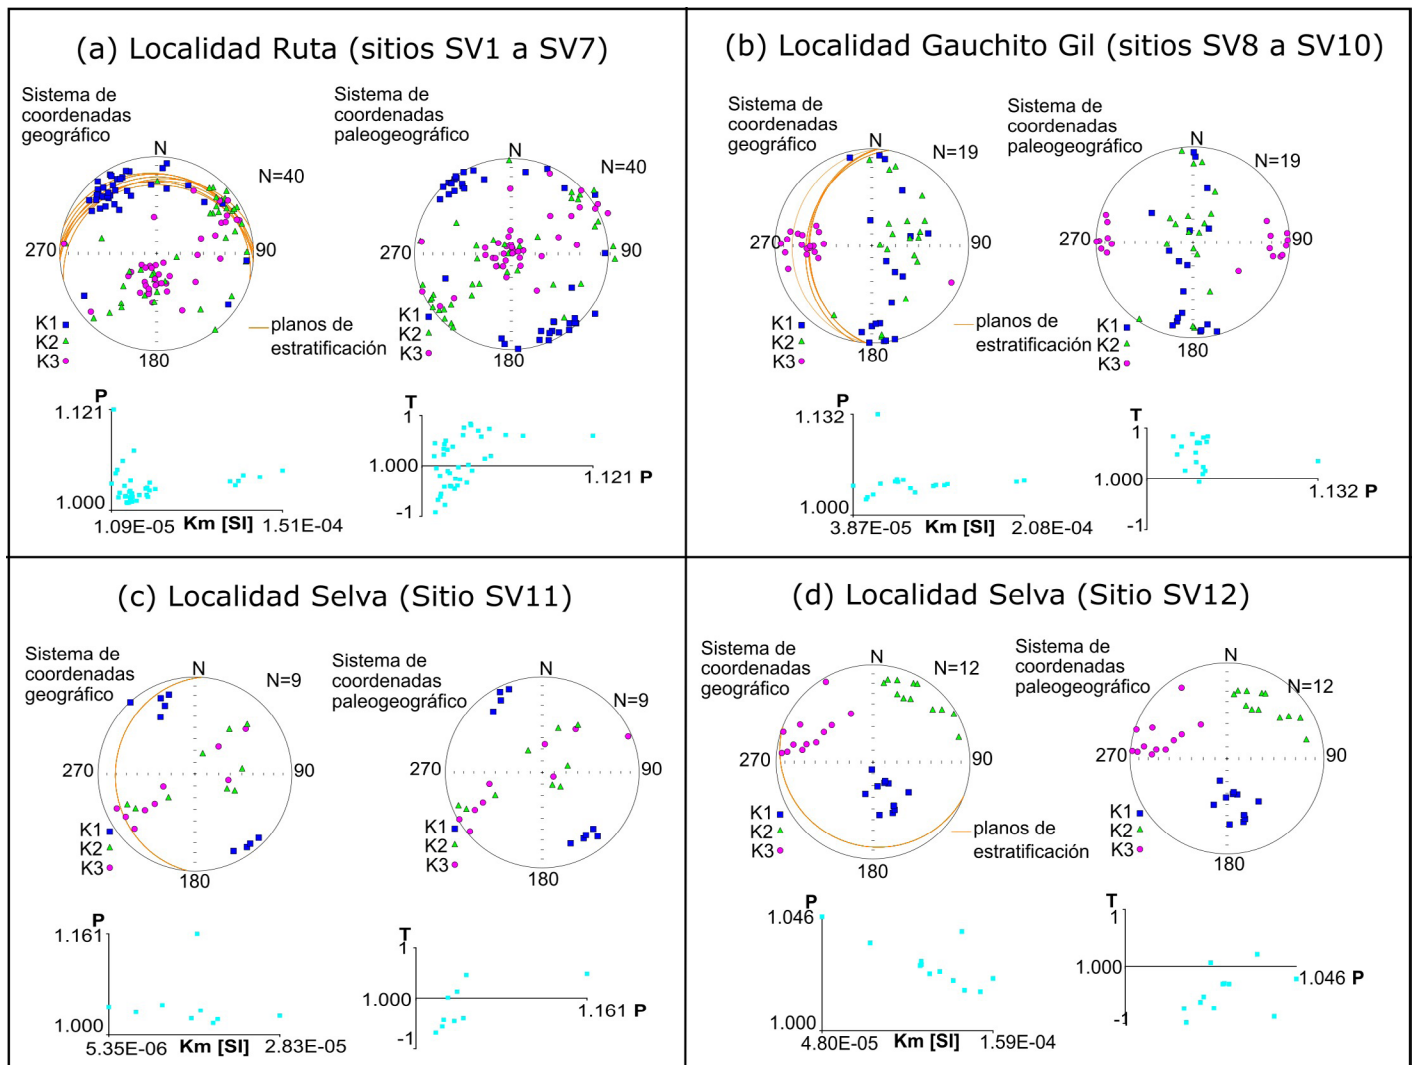 (a) Localidad Ruta (sitios SV1 a SV7)
Sistema de
coordenadas
geográfico
N
N=40
270
90
180
K1
K2
K3
planos de
estratificación
Sistema de
coordenadas
paleogeográfico
N
N=40
270
90
180
K1
K2
K3
P
1.121
1.000
1.09E-05
Km [SI]
1.51E-04
T
1
1.000
-1
1.121 P
(b) Localidad Gauchito Gil (sitios SV8 a SV10)
Sistema de
coordenadas
geográfico
N
N=19
270
90
180
K1
K2
K3
planos de
estratificación
Sistema de
coordenadas
paleogeográfico
N
N=19
270
90
180
K1
K2
K3
P
1.132
1.000
3.87E-05
Km [SI]
2.08E-04
T
1
1.000
-1
1.132 P
(c) Localidad Selva (Sitio SV11)
Sistema de
coordenadas
geográfico
N
N=9
270
90
180
K1
K2
K3
Sistema de
coordenadas
paleogeográfico
N
N=9
270
90
180
K1
K2
K3
P
1.161
1.000
5.35E-06
Km [SI]
2.83E-05
T
1
1.000
-1
1.161 P
(d) Localidad Selva (Sitio SV12)
Sistema de
coordenadas
geográfico
N
N=12
270
90
180
K1
K2
K3
planos de
estratificación
Sistema de
coordenadas
paleogeográfico
N
N=12
270
90
180
K1
K2
K3
P
1.046
1.000
4.80E-05
Km [SI]
1.59E-04
T
1
1.000
-1
1.046 P